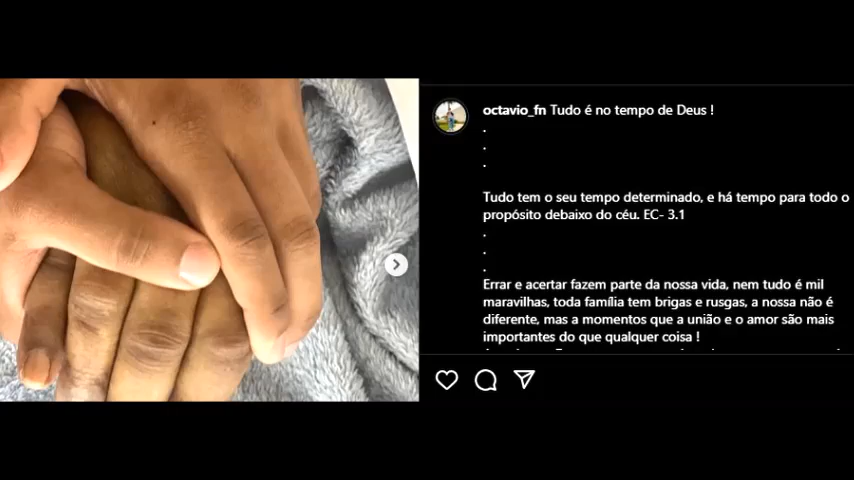 octavio_fn Tudo é no tempo de Deus !
.
.
.
Tudo tem o seu tempo determinado, e há tempo para todo o
propósito debaixo do céu. EC- 3.1
.
.
.
Errar e acertar fazem parte da nossa vida, nem tudo é mil
maravilhas, toda família tem brigas e rusgas, a nossa não é
diferente, mas a momentos que a união e o amor são mais
importantes do que qualquer coisa !